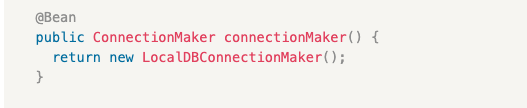 @Bean
public ConnectionMaker connectionMaker() {
  return new LocalDBConnectionMaker();
}